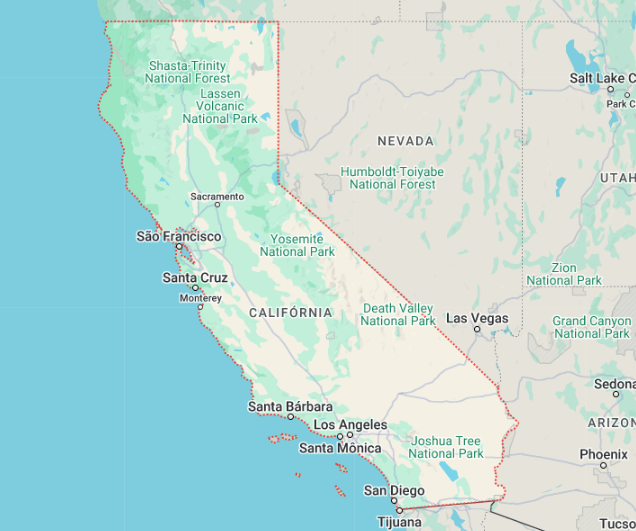 Shasta-Trinity
National Forest
Lassen
Volcanic
National Park
Salt Lake C
Park C
NEVADA
Humboldt-Toiyabe
National Forest
UTAH
Sacramento
São Francisco
Yosemite
National Park
Zion
National Park
Santa Cruz
Monterey
CALIFÓRNIA
Death Valley
National Park
Las Vegas
Grand Canyon
National Park
Sedona
Santa Bárbara
Los Angeles
Santa Mônica
Joshua Tree
National Park
ARIZON
Phoenix
San Diego
Tijuana
Tucso